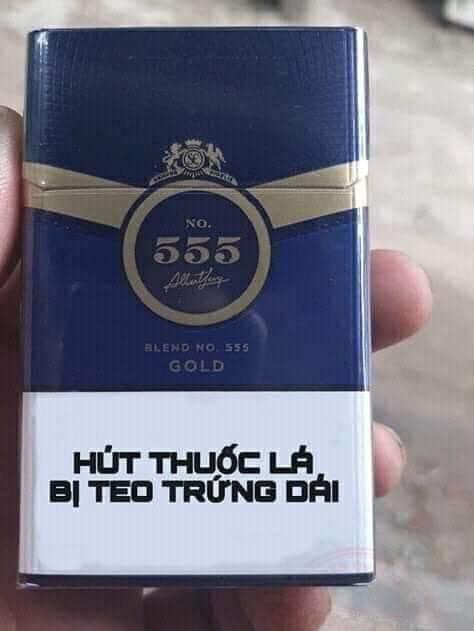 NO.
555
BLEND NO. 555
GOLD
HÚT THUỐC LÁ
BỊ TEO TRỨNG DÁI